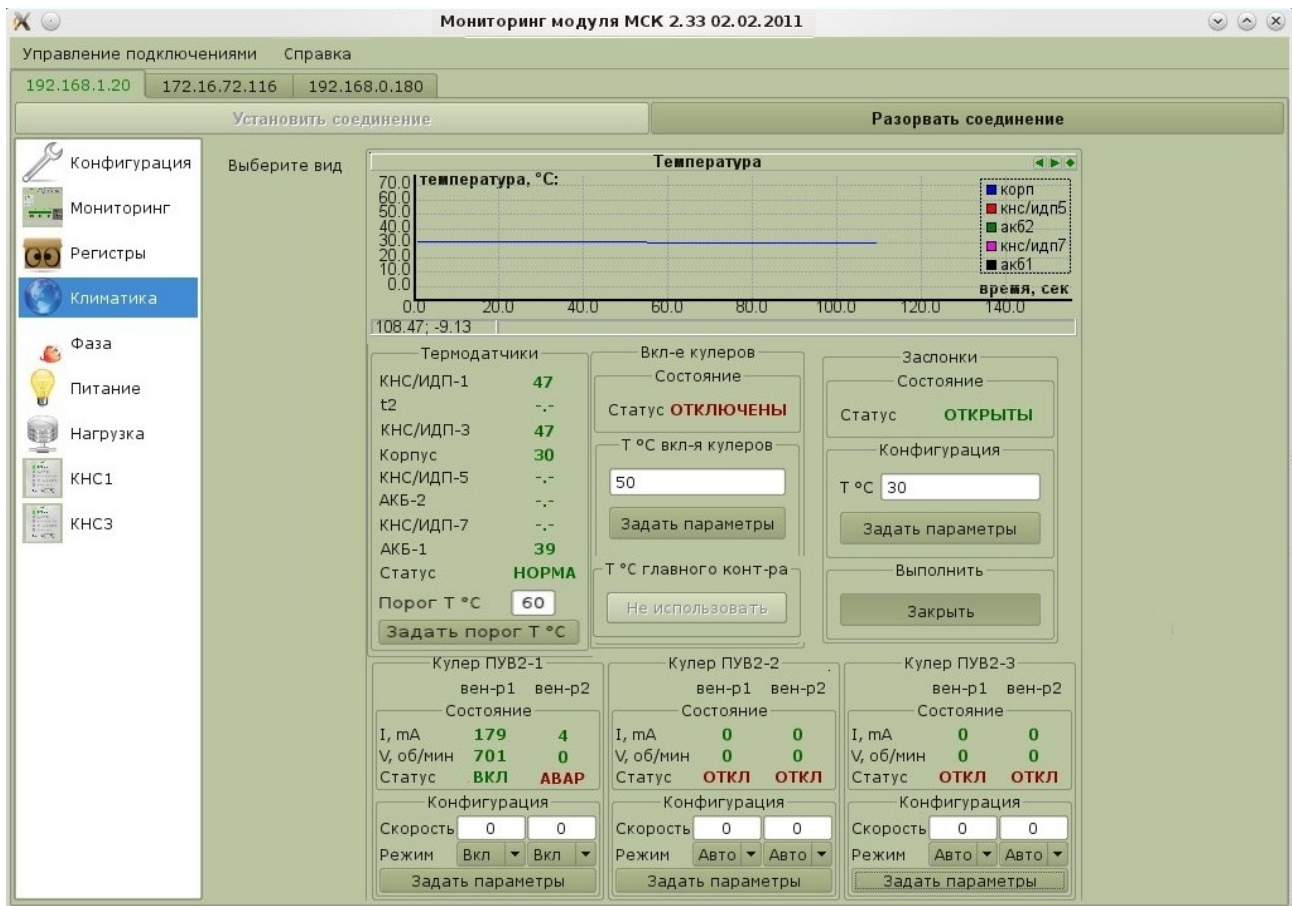 Мониторинг модуля МСК 2.33 02.02.2011
Управление подключениями Справка
192.168.1.20 172.16.72.116 192.168.0.180
Установить соединение Разорвать соединение
Конфигурация
Мониторинг
Регистры
Климатика
Фаза
Питание
Нагрузка
КНС1
КНС3
Выберите вид
Температура
температура, °C:
70.0
60.0
50.0
40.0
30.0
20.0
10.0
0.0
0.0 20.0 40.0 60.0 80.0 100.0 120.0 140.0
время, сек
корп
кнс/идп5
акб2
кнс/идп7
акб1
108.47; -9.13
Термодатчики
КНС/ИДП-1 47
t2 -.-
КНС/ИДП-3 47
Корпус 30
КНС/ИДП-5 -.-
АКБ-2 -.-
КНС/ИДП-7 -.-
АКБ-1 39
Статус НОРМА
Порог Т °C 60
Задать порог Т °C
Вкл-е кулеров
Состояние
Статус ОТКЛЮЧЕНЫ
Т °C вкл-я кулеров
50
Задать параметры
Т °C главного конт-ра
Не использовать
Заслонки
Состояние
Статус ОТКРЫТЫ
Конфигурация
Т °C 30
Задать параметры
Выполнить
Закрыть
Кулер ПУВ2-1
вен-р1 вен-р2
Состояние
I, mA 179 4
V, об/мин 701 0
Статус ВКЛ АВАР
Конфигурация
Скорость 0 0
Режим Вкл Вкл
Задать параметры
Кулер ПУВ2-2
вен-р1 вен-р2
Состояние
I, mA 0 0
V, об/мин 0 0
Статус ОТКЛ ОТКЛ
Конфигурация
Скорость 0 0
Режим Авто Авто
Задать параметры
Кулер ПУВ2-3
вен-р1 вен-р2
Состояние
I, mA 0 0
V, об/мин 0 0
Статус ОТКЛ ОТКЛ
Конфигурация
Скорость 0 0
Режим Авто Авто
Задать параметры